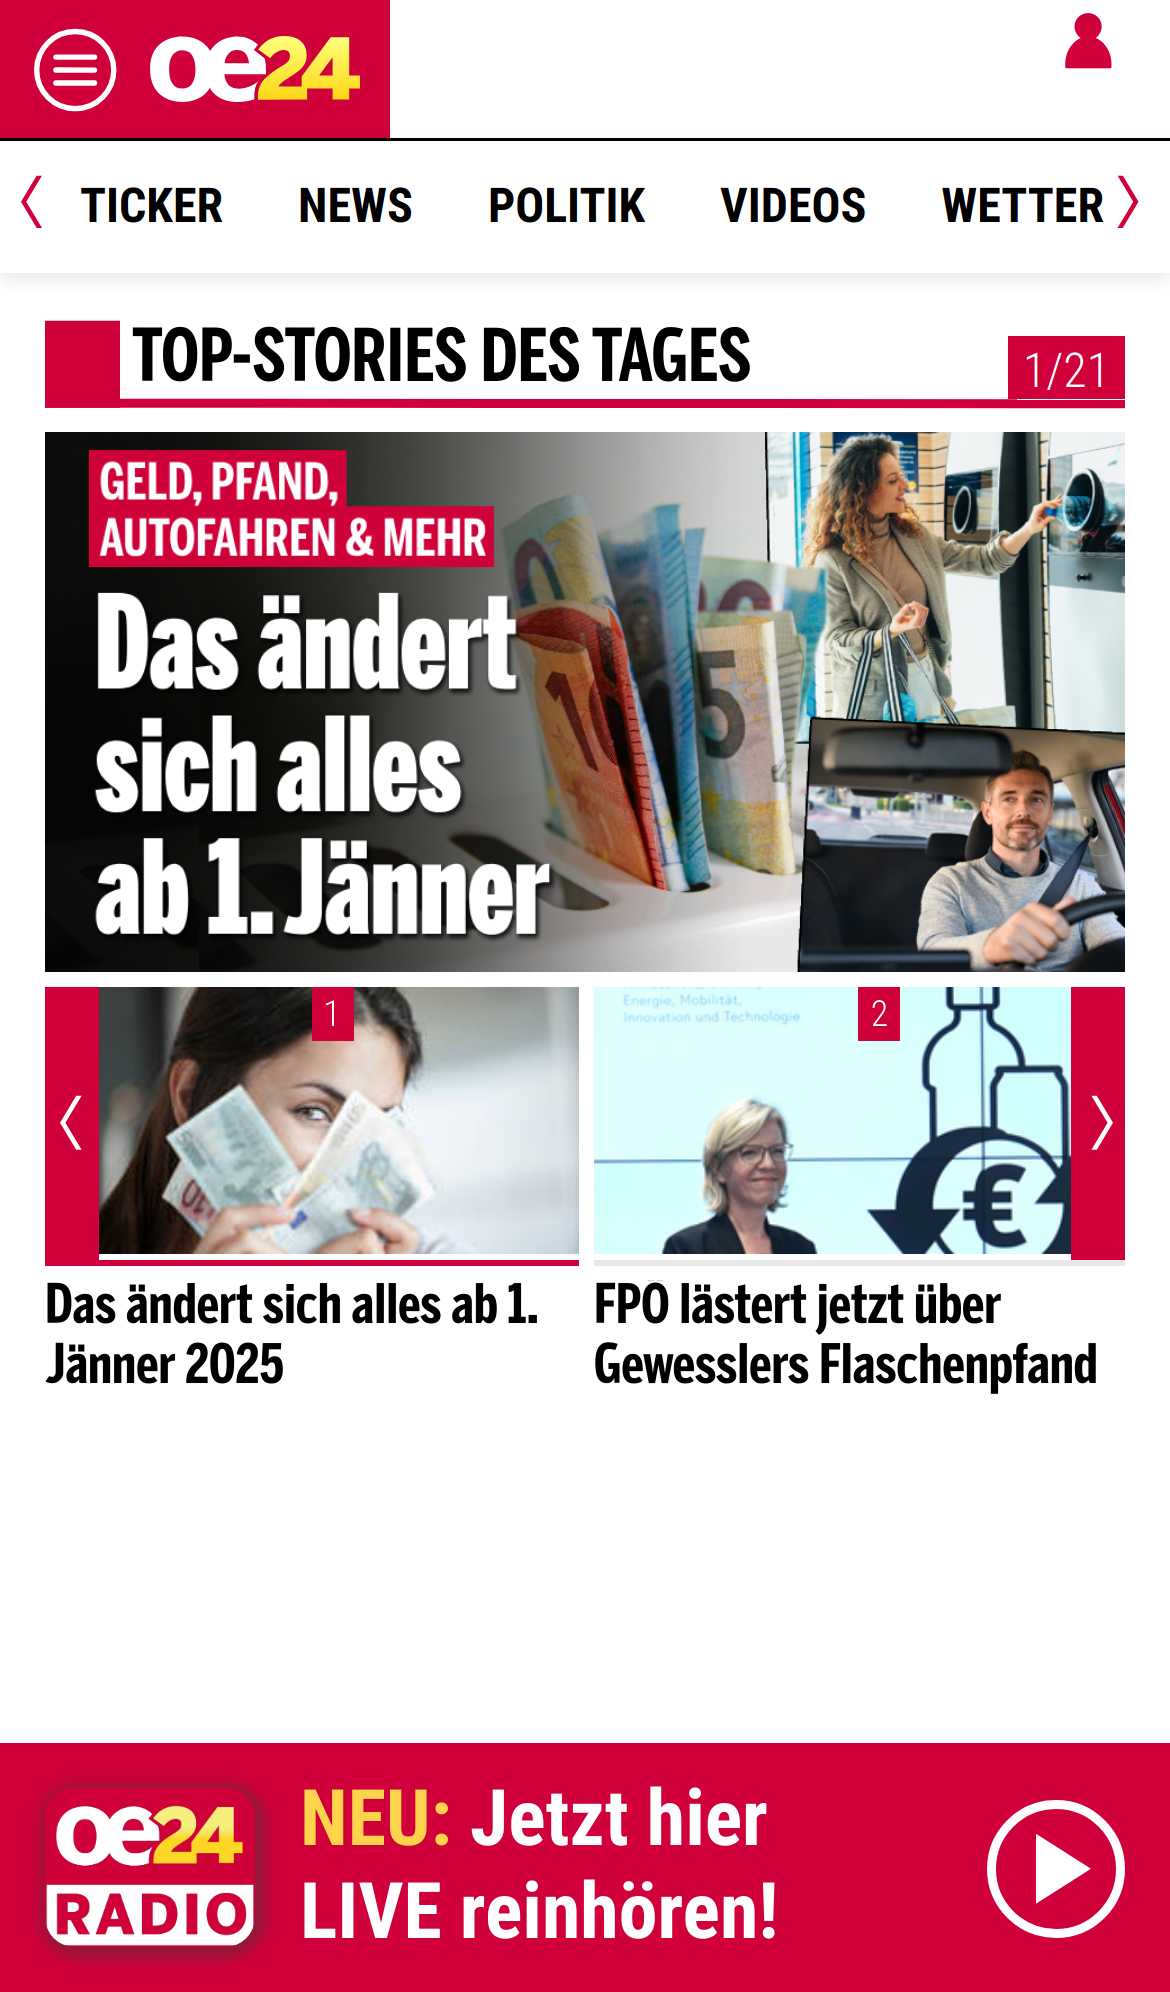 oe24
TICKER NEWS POLITIK VIDEOS WETTER
TOP-STORIES DES TAGES
1/21
GELD, PFAND,
AUTOFAHREN & MEHR
Das ändert
sich alles
ab 1. Jänner
10
5
1
Energie, Mobilität,
Innovation und Technologie
2
€
Das ändert sich alles ab 1.
Jänner 2025
FPÖ lästert jetzt über
Gewesslers Flaschenpfand
oe24
RADIO
NEU: Jetzt hier
LIVE reinhören!